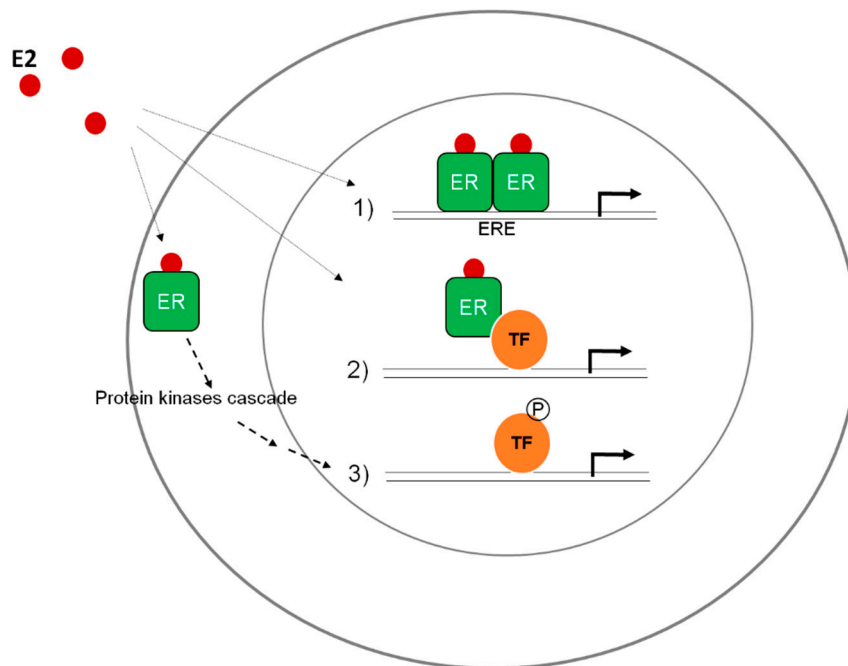 E2
ER ER
1)
ERE
ER
ER
TF
2)
Protein kinases cascade
P
TF
3)